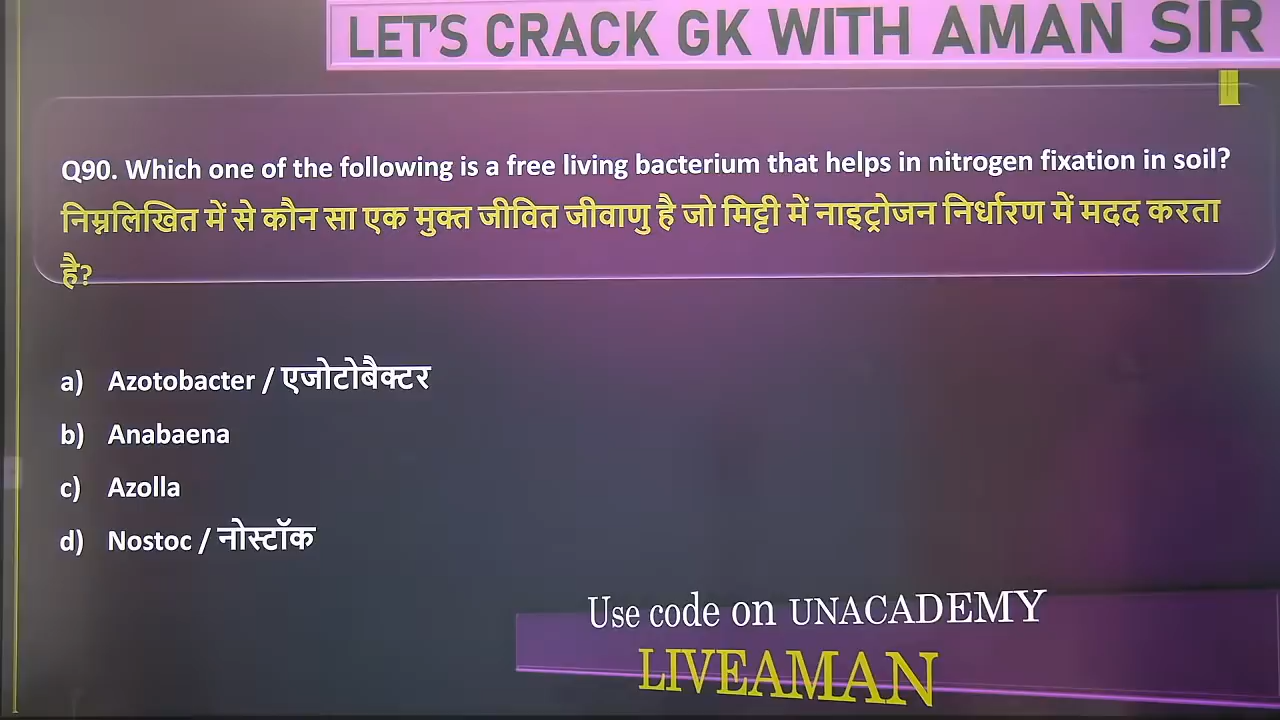 LET'S CRACK GK WITH AMAN SIR
Q90. Which one of the following is a free living bacterium that helps in nitrogen fixation in soil?
निम्नलिखित में से कौन सा एक मुक्त जीवित जीवाणु है जो मिट्टी में नाइट्रोजन निर्धारण में मदद करता
है?
a) Azotobacter / एजोटोबैक्टर
b) Anabaena
c) Azolla
d) Nostoc / नोस्टॉक
Use code on UNACADEMY
LIVEAMAN